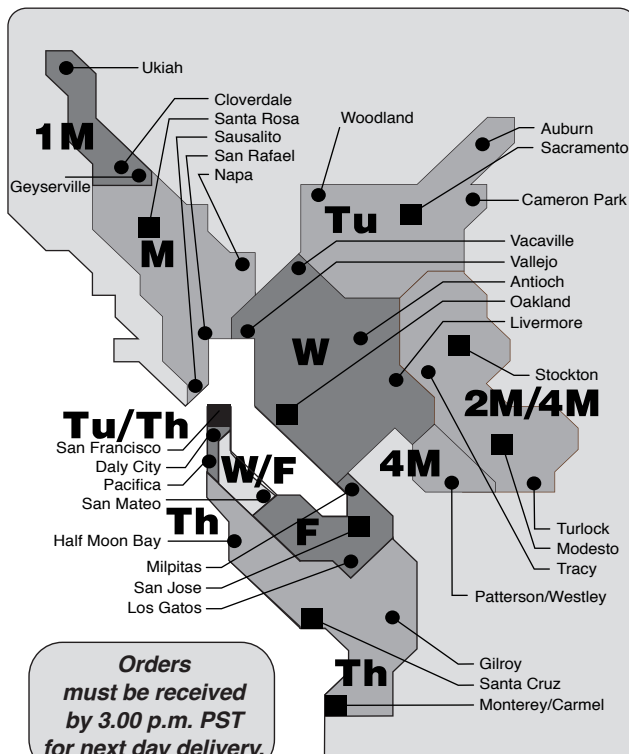 Ukiah
Cloverdale
Santa Rosa
Sausalito
San Rafael
Napa
1M
Geyserville
M
Woodland
Auburn
Sacramento
Cameron Park
Tu
Vacaville
Vallejo
Antioch
Oakland
Livermore
W
Stockton
2M/4M
Tu/Th
San Francisco
Daly City
Pacifica
San Mateo
W/F
4M
Th
F
Half Moon Bay
Milpitas
San Jose
Los Gatos
Turlock
Modesto
Tracy
Patterson/Westley
Th
Gilroy
Santa Cruz
Monterey/Carmel
Orders
must be received
by 3.00 p.m. PST
for next day delivery.